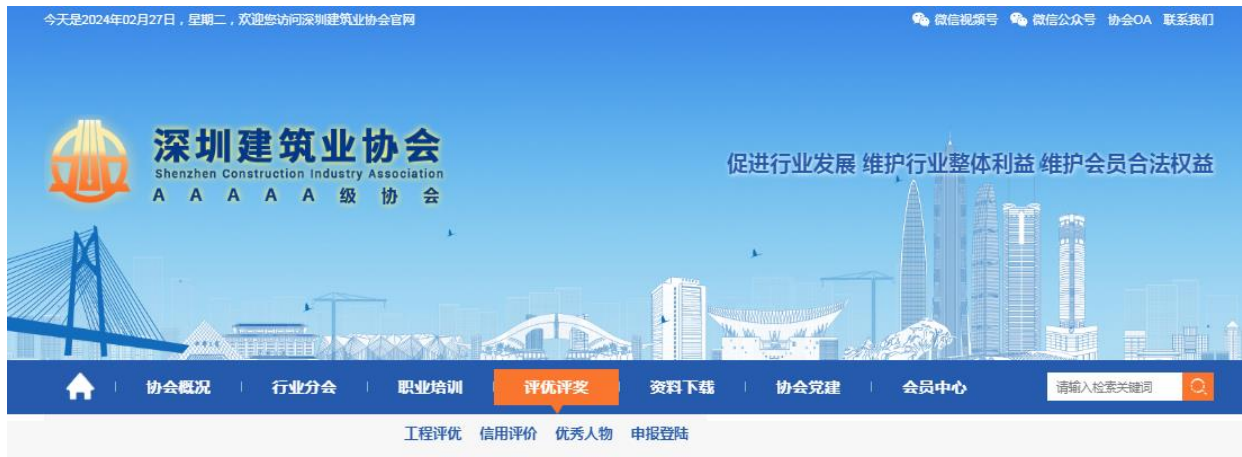 今天是2024年02月27日，星期二，欢迎您访问深圳建筑业协会官网
微信视频号 微信公众号 协会OA 联系我们
深圳建筑业协会
Shenzhen Construction Industry Association
AAAAA级协会
促进行业发展 维护行业整体利益 维护会员合法权益
协会概况 行业分会 职业培训 评优评奖 资料下载 协会党建 会员中心 请输入检索关键词
工程评优 信用评价 优秀人物 申报登陆